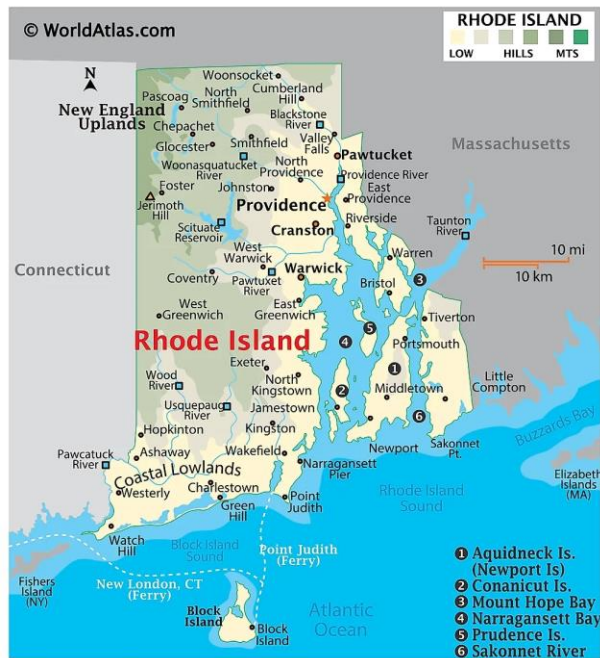 © WorldAtlas.com
RHODE ISLAND
LOW HILLS MTS
N
New England
Uplands
Woonsocket
Pascoag
North
Smithfield
Cumberland
Hill
Blackstone
River
Chepachet
Glocester
Smithfield
Valley
Falls
Massachusetts
Woonasquatucket
River
North
Providence
Pawtucket
Providence River
Foster
Johnston
East
Providence
Jerimoth
Hill
Providence
Scituate
Reservoir
Cranston
Riverside
Taunton
River
10 mi
10 km
Connecticut
West
Warwick
Warren
Coventry
Pawtuxet
River
Warwick
Bristol
3
West
Greenwich
East
Greenwich
Tiverton
Rhode Island
4
5
Portsmouth
Exeter
1
Wood
River
North
Kingstown
2
Middletown
Little
Compton
Usquepaug
River
Jamestown
6
Hopkinton
Kingston
Newport
Sakonnet
Pt.
Buzzards Bay
Pawcatuck
River
Ashaway
Wakefield
Narragansett
Pier
Coastal Lowlands
Elizabeth
Islands
(MA)
Westerly
Charlestown
Green
Hill
Point
Judith
Rhode Island
Sound
Watch
Hill
Block Island
Sound
Point Judith
(Ferry)
Fishers
Island
(NY)
New London, CT
(Ferry)
Block
Island
Block
Island
Atlantic
Ocean
1 Aquidneck Is.
(Newport Is)
2 Conanicut Is.
3 Mount Hope Bay
4 Narragansett Bay
5 Prudence Is.
6 Sakonnet River